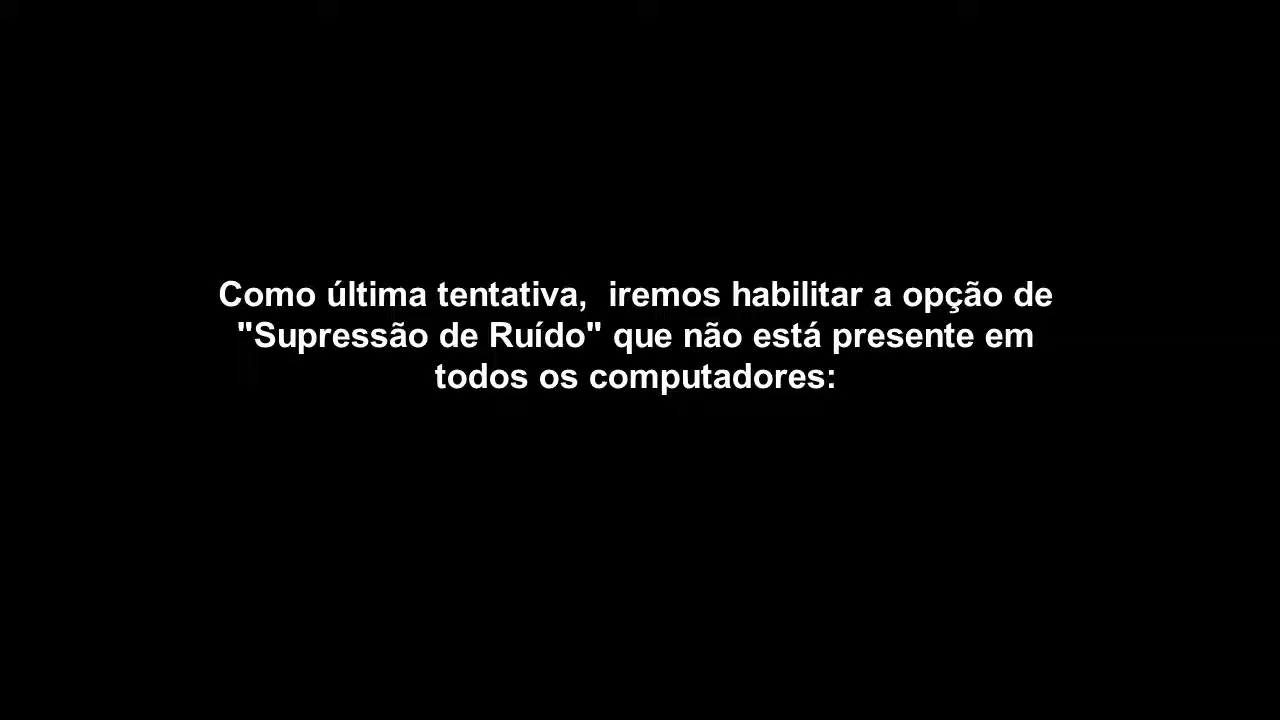 Como última tentativa,  iremos habilitar a opção de
"Supressão de Ruído" que não está presente em
todos os computadores: